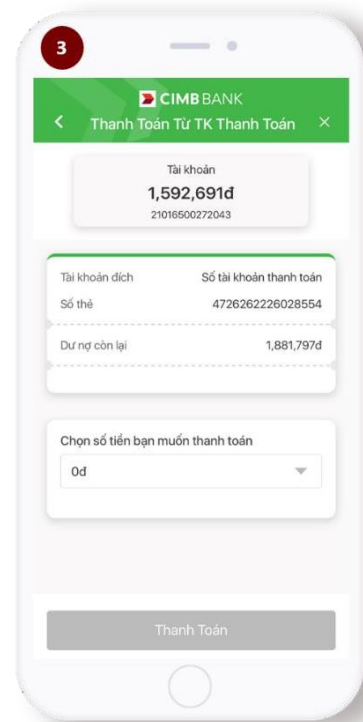 3
CIMB BANK
Thanh Toán Từ TK Thanh Toán
Tài khoản
1,592,691đ
21016500272043
Tài khoản đích Số tài khoản thanh toán
Số thẻ 4726262226028554
Dư nợ còn lại 1,881,797đ
Chọn số tiền bạn muốn thanh toán
0đ
Thanh Toán